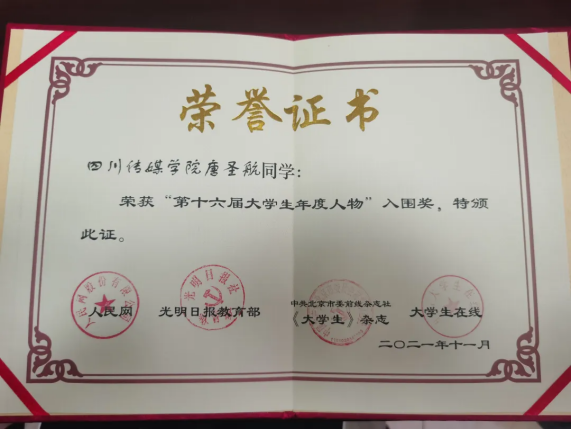 荣誉证书
四川传媒学院唐圣航同学：
荣获“第十六届大学生年度人物”入围奖，特颁
此证。
人民网
光明日报教育部
中共北京市委前线杂志社
《大学生》杂志
大学生在线
二〇二一年十一月